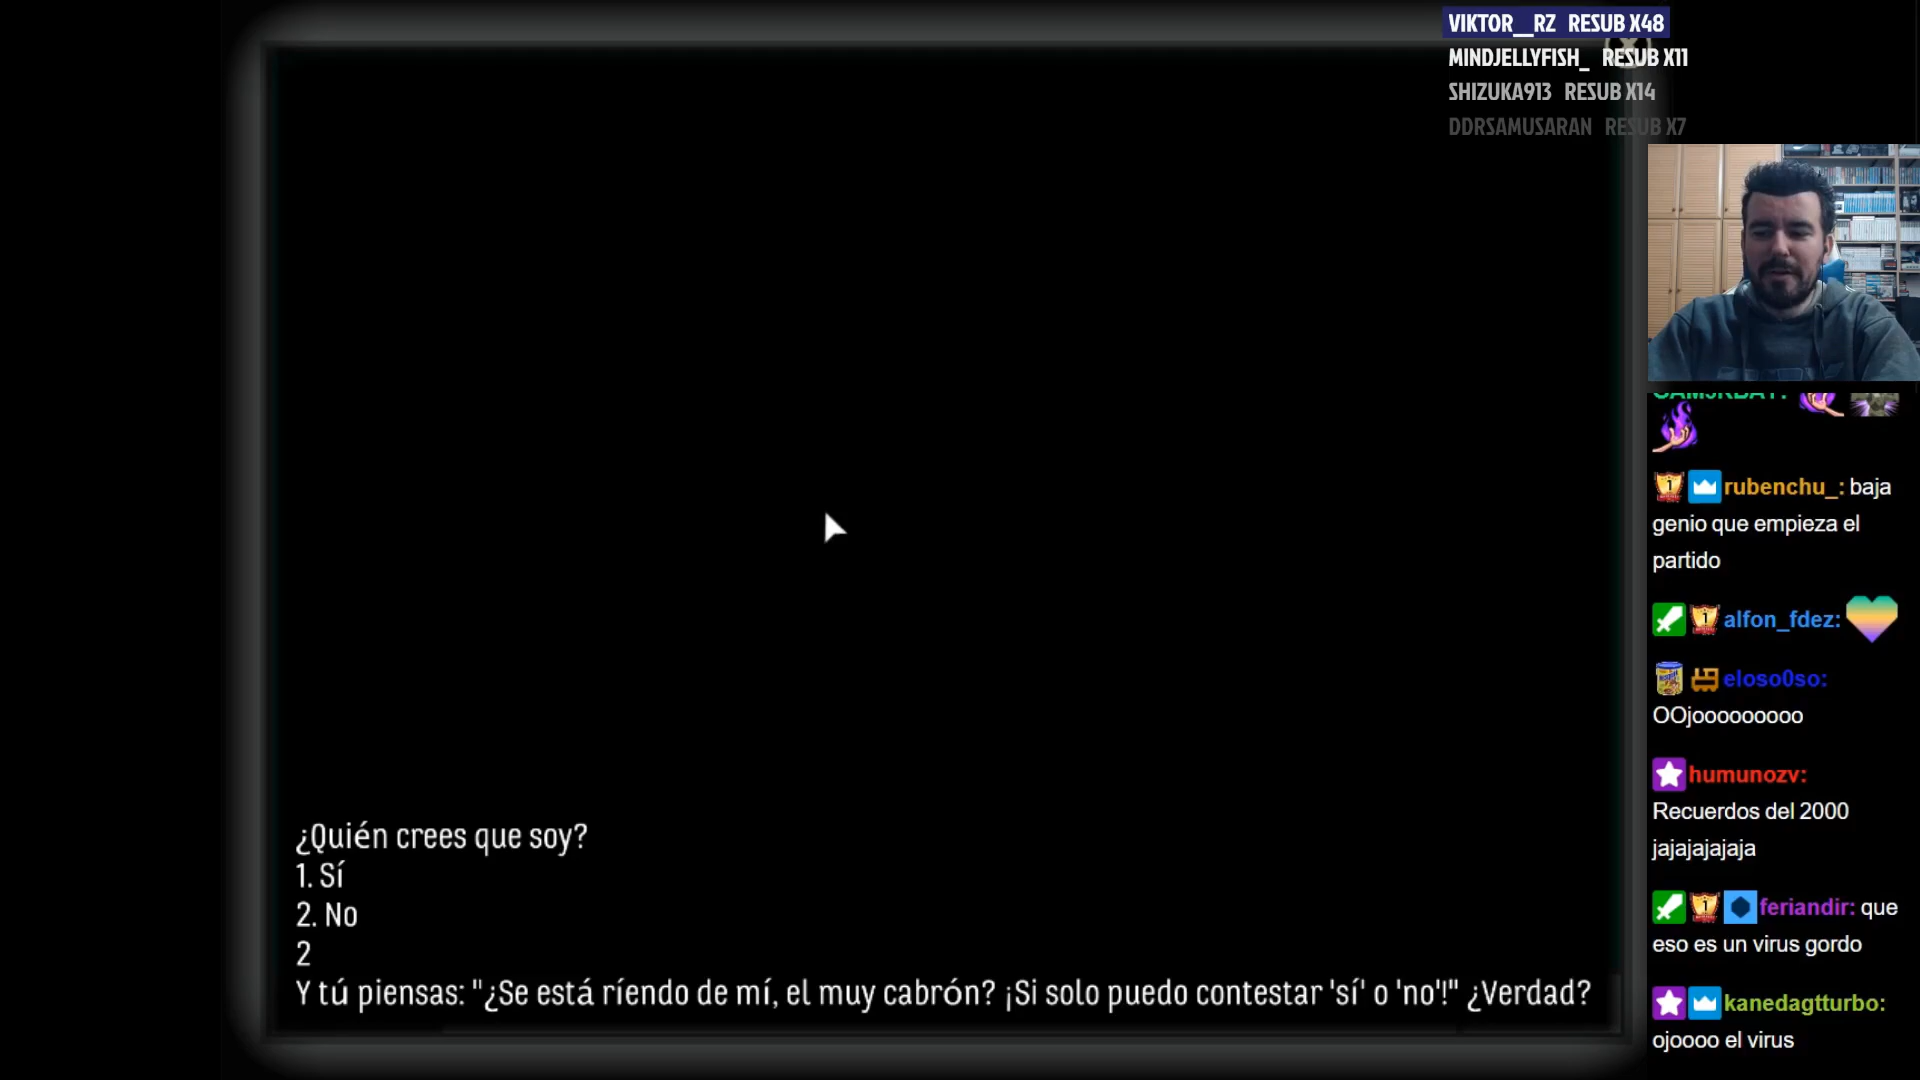 VIKTOR__RZ RESUB X48
MINDJELLYFISH_ RESUB X11
SHIZUKA913 RESUB X14
DDRSAMUSARAN RESUB X7
rubenchu_: baja
genio que empieza el
partido
alfon_fdez:
eloso0so:
OOjooooooooo
humunozv:
Recuerdos del 2000
jajajajajaja
feriandir: que
eso es un virus gordo
kanedagtturbo:
ojoooo el virus
¿Quién crees que soy?
1. Sí
2. No
2
Y tú piensas: "¿Se está ríendo de mí, el muy cabrón? ¡Si solo puedo contestar 'sí' o 'no'!" ¿Verdad?